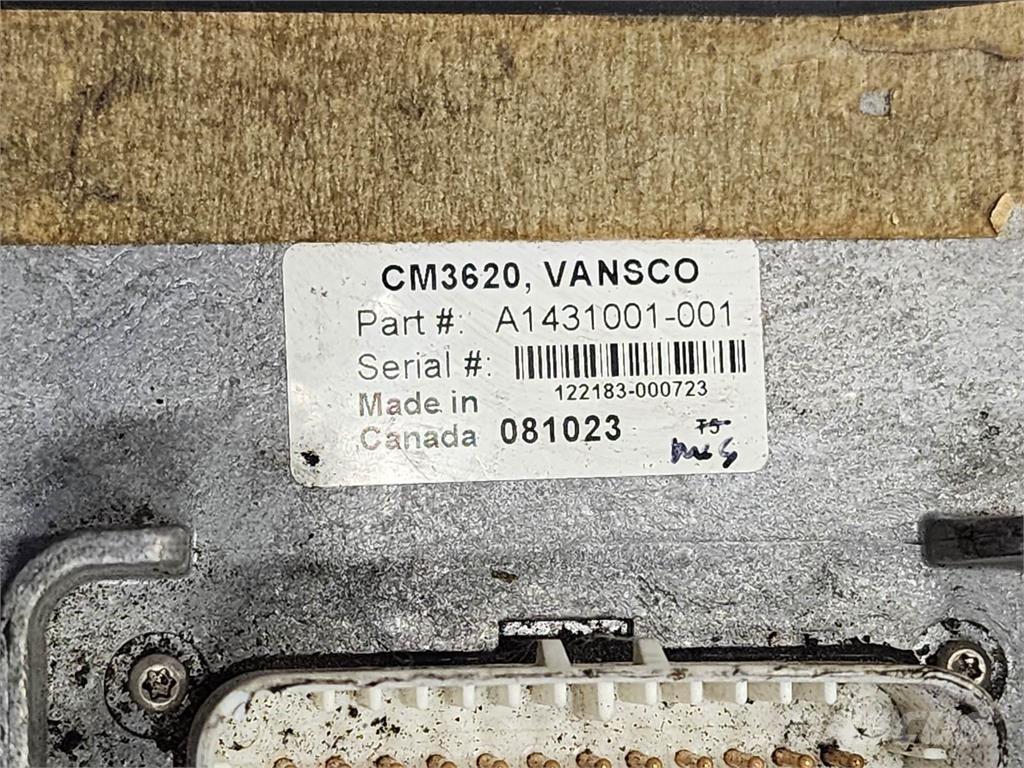 CM3620, VANSCO
Part #: A1431001-001
Serial #:
122183-000723
Made in
Canada 081023